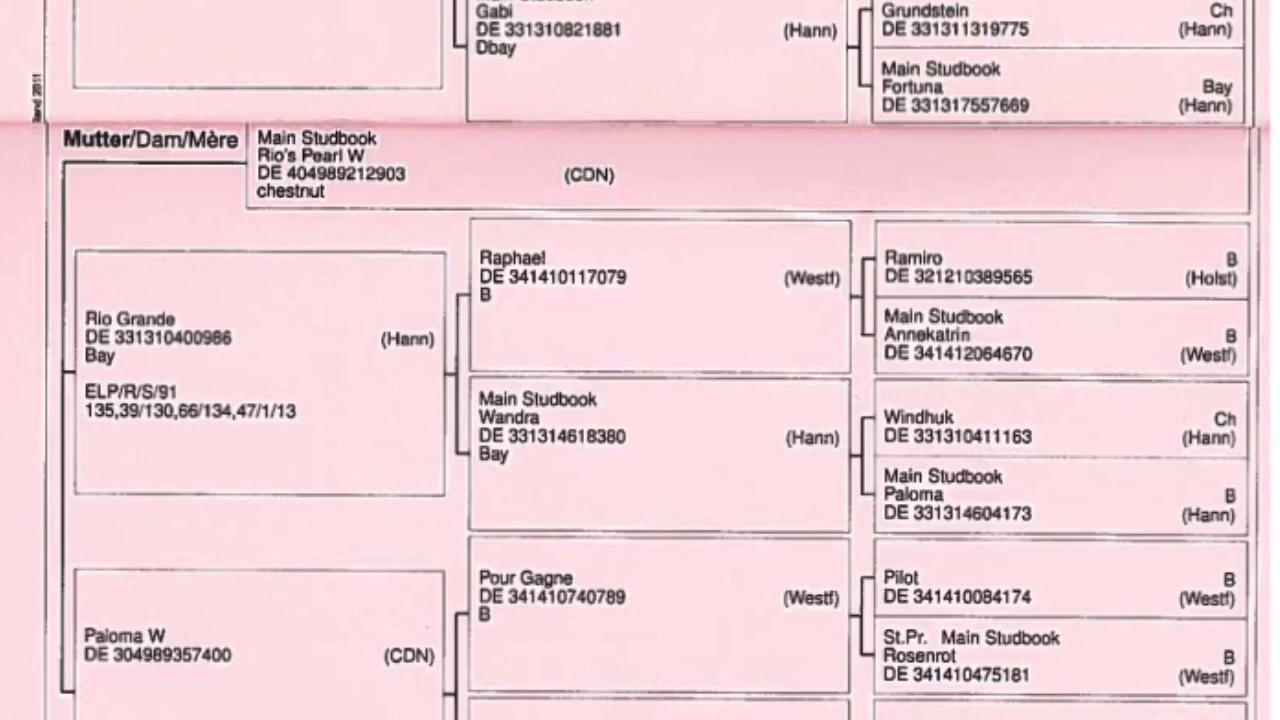 Gabi
DE 331310821881 (Hann)
Dbay
Grundstein Ch
DE 331311319775 (Hann)
Main Studbook
Fortuna Bay
DE 331317557669 (Hann)
Mutter/Dam/Mère
Main Studbook
Rio's Pearl W
DE 404989212903 (CDN)
chestnut
Rio Grande
DE 331310400986 (Hann)
Bay
ELP/R/S/91
135,39/130,66/134,47/1/13
Raphael
DE 341410117079 (Westf)
B
Ramiro B
DE 321210389565 (Holst)
Main Studbook
Annekatrin B
DE 341412064670 (Westf)
Main Studbook
Wandra
DE 331314618380 (Hann)
Bay
Windhuk Ch
DE 331310411163 (Hann)
Main Studbook
Paloma B
DE 331314604173 (Hann)
Paloma W
DE 304989357400 (CDN)
Pour Gagne
DE 341410740789 (Westf)
B
Pilot B
DE 341410084174 (Westf)
St.Pr. Main Studbook
Rosenrot B
DE 341410475181 (Westf)